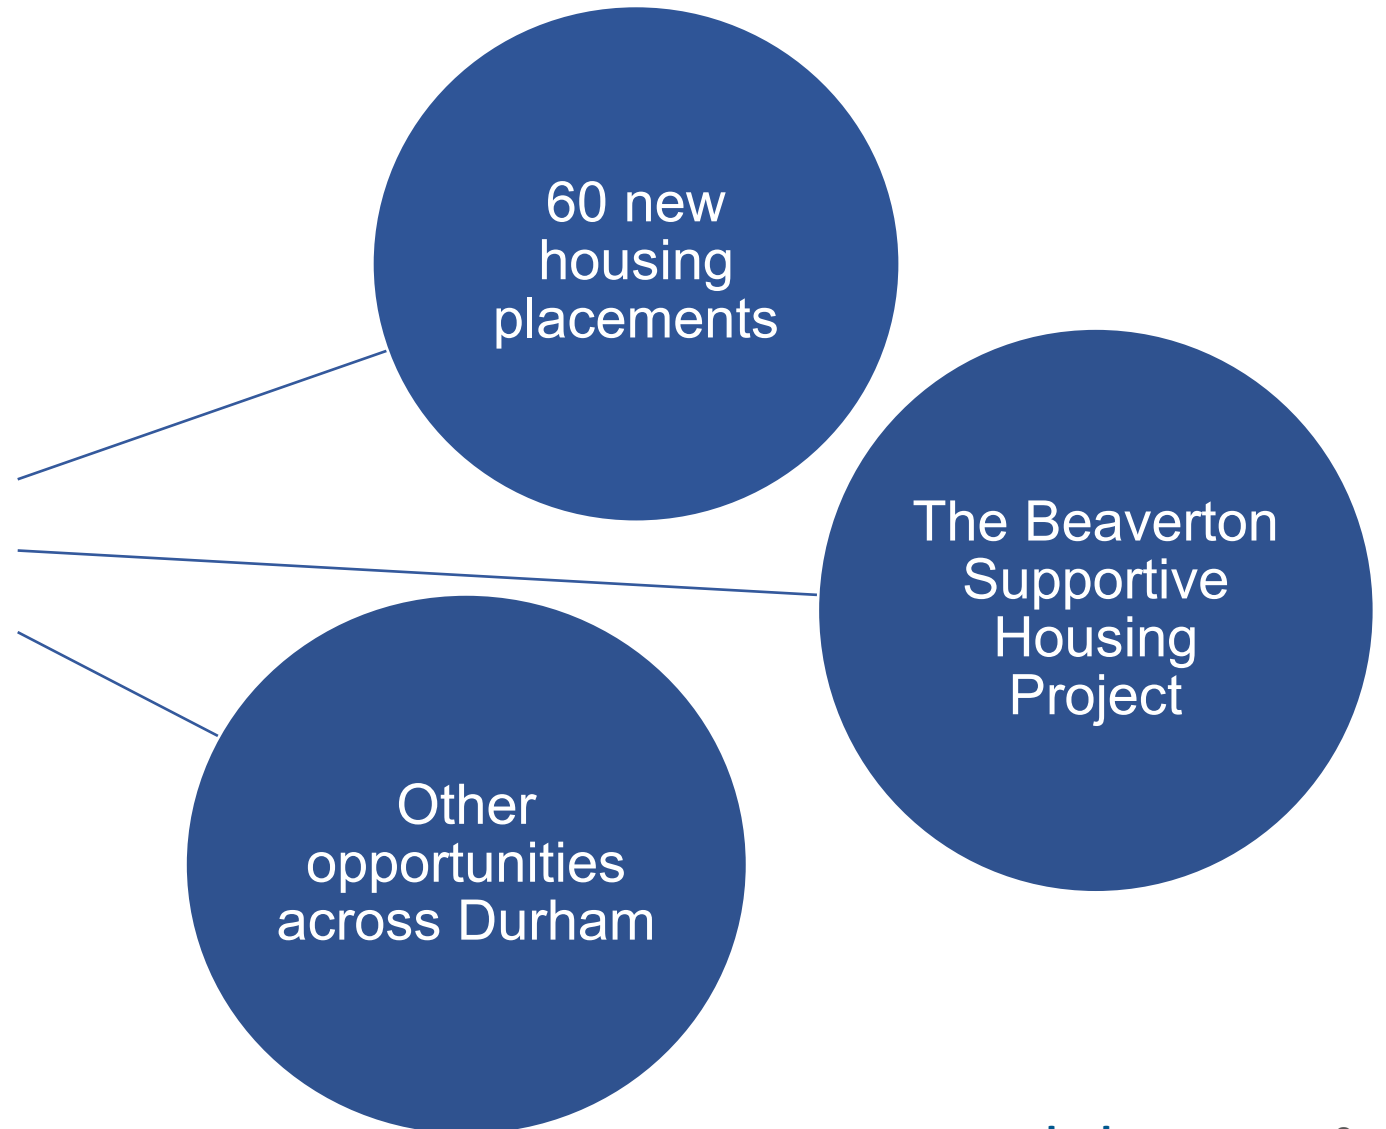 60 new
housing
placements
The Beaverton
Supportive
Housing
Project
Other
opportunities
across Durham